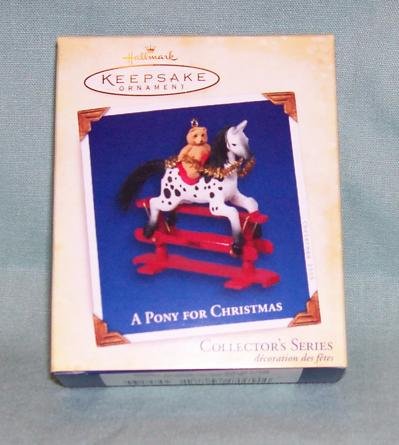 Hallmark
KEEPSAKE
ORNAMENT
A PONY FOR CHRISTMAS
COLLECTOR'S SERIES
décoration des fêtes